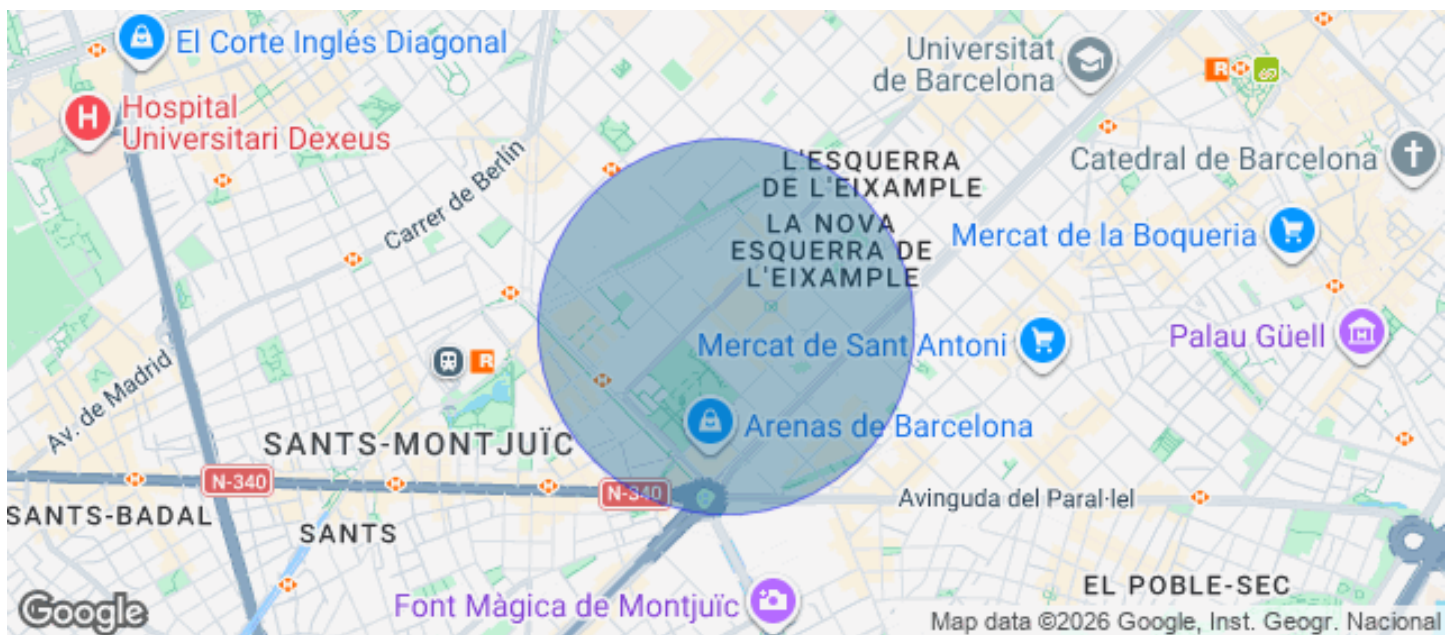 El Corte Inglés Diagonal
Universitat
de Barcelona
R
H
Hospital
Universitari Dexeus
Catedral de Barcelona
L'ESQUERRA
DE L'EIXAMPLE
Carrer de Berlín
LA NOVA
ESQUERRA DE
L'EIXAMPLE
Mercat de la Boqueria
Mercat de Sant Antoni
Palau Güell
R
Av. de Madrid
Arenas de Barcelona
SANTS-MONTJUÏC
N-340
N-340
Avinguda del Paral·lel
SANTS-BADAL
SANTS
EL POBLE-SEC
Font Màgica de Montjuïc
Google
Map data ©2026 Google, Inst. Geogr. Nacional